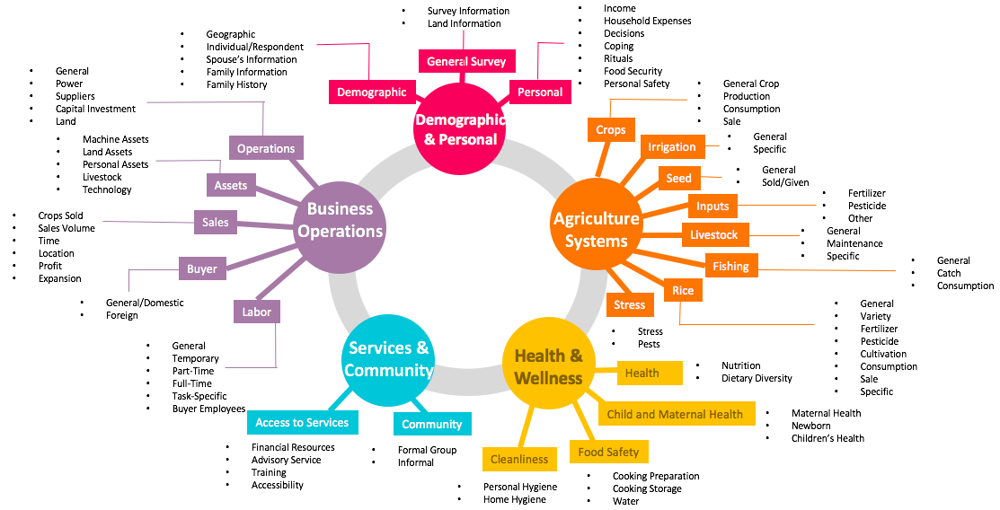 • Survey Information
• Land Information
General Survey
• Geographic
• Individual/Respondent
• Spouse's Information
• Family Information
• Family History
Demographic
• Income
• Household Expenses
• Decisions
• Coping
• Rituals
• Food Security
• Personal Safety
Personal
Demographic
& Personal
• General Crop
• Production
• Consumption
• Sale
Crops
Irrigation
• General
• Specific
Seed
• General
• Sold/Given
Inputs
• Fertilizer
• Pesticide
• Other
Livestock
• General
• Maintenance
• Specific
Fishing
• General
• Catch
• Consumption
Rice
• General
• Variety
• Fertilizer
• Pesticide
• Cultivation
• Consumption
• Sale
• Specific
Stress
• Stress
• Pests
Agriculture
Systems
Health &
Wellness
Health
• Nutrition
• Dietary Diversity
Child and Maternal Health
• Maternal Health
• Newborn
• Children's Health
Food Safety
• Cooking Preparation
• Cooking Storage
• Water
Cleanliness
• Personal Hygiene
• Home Hygiene
Services &
Community
Community
• Formal Group
• Informal
Access to Services
• Financial Resources
• Advisory Service
• Training
• Accessibility
Business
Operations
• General
• Power
• Suppliers
• Capital Investment
• Land
Operations
• Machine Assets
• Land Assets
• Personal Assets
• Livestock
• Technology
Assets
• Crops Sold
• Sales Volume
• Time
• Location
• Profit
• Expansion
Sales
Buyer
• General/Domestic
• Foreign
Labor
• General
• Temporary
• Part-Time
• Full-Time
• Task-Specific
• Buyer Employees